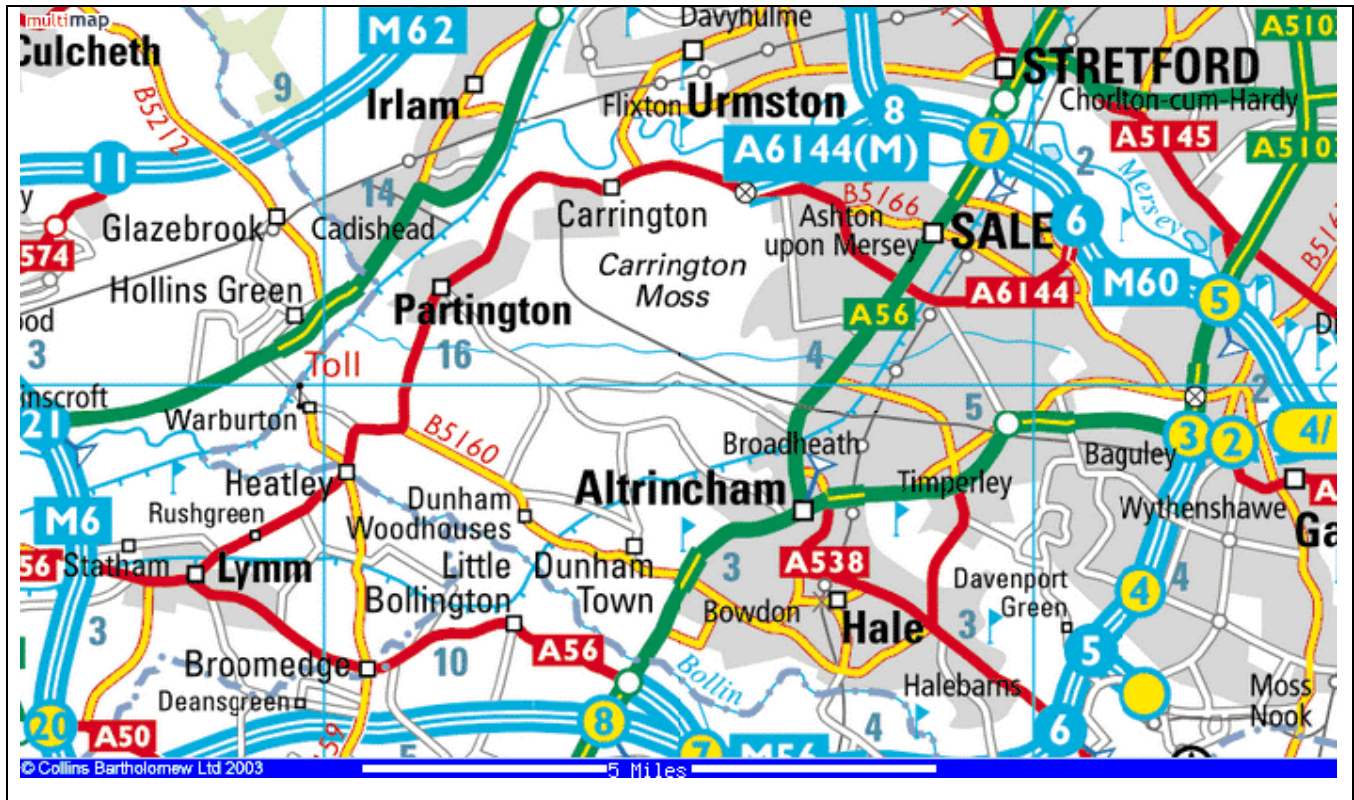 multimap
Culcheth
M62
Davyhulme
A5103
STRETFORD
9
Irlam
Flixton
Urmston
8
Chorlton-cum-Hardy
B5212
A6144(M)
7
A5145
A5103
11
2
Mersey
14
Carrington
B5166
Ashton
upon Mersey
SALE
6
Glazebrook
Cadishead
574
Carrington
Moss
A6144
M60
5
Hollins Green
Partington
A56
3
16
4
Toll
2
inscroft
21
Warburton
B5160
5
3
2
4/
Broadheath
Baguley
Heatley
Altrincham
Timperley
Dunham
Woodhouses
Wythenshawe
M6
Rushgreen
56
Statham
Lymm
Little
Bollington
Dunham
Town
3
A538
Davenport
Green
4
4
3
Bowdon
Hale
3
5
Broomedge
10
A56
Bollin
Deansgreen
Halebarns
Moss
Nook
20
A50
8
4
6
7
M56
© Collins Bartholomew Ltd 2003
5 Miles